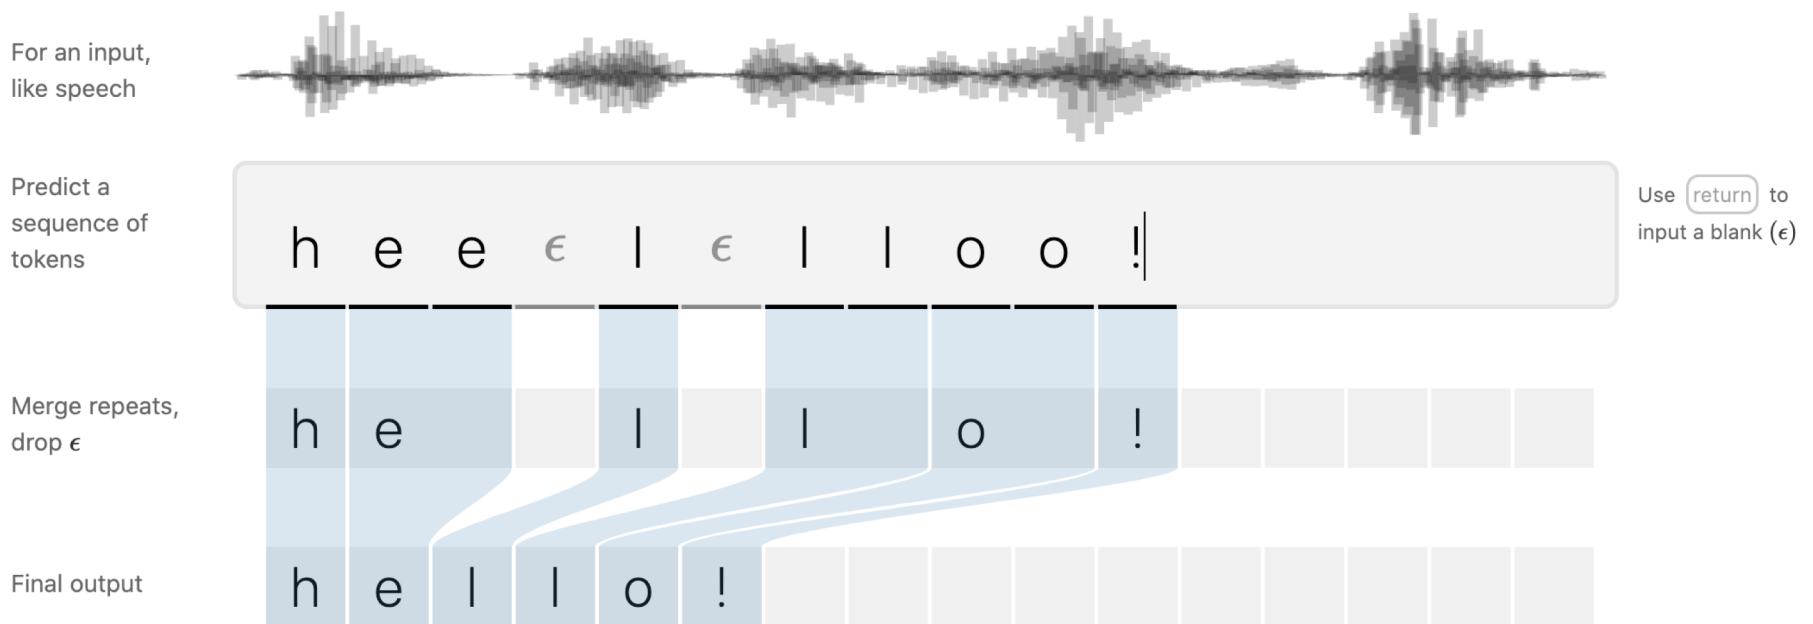 For an input,
like speech
Predict a
sequence of
tokens
h e e ϵ l ϵ l l o o !
Use return to
input a blank (ϵ)
Merge repeats,
drop ϵ
h e l l o !
Final output
h e l l o !